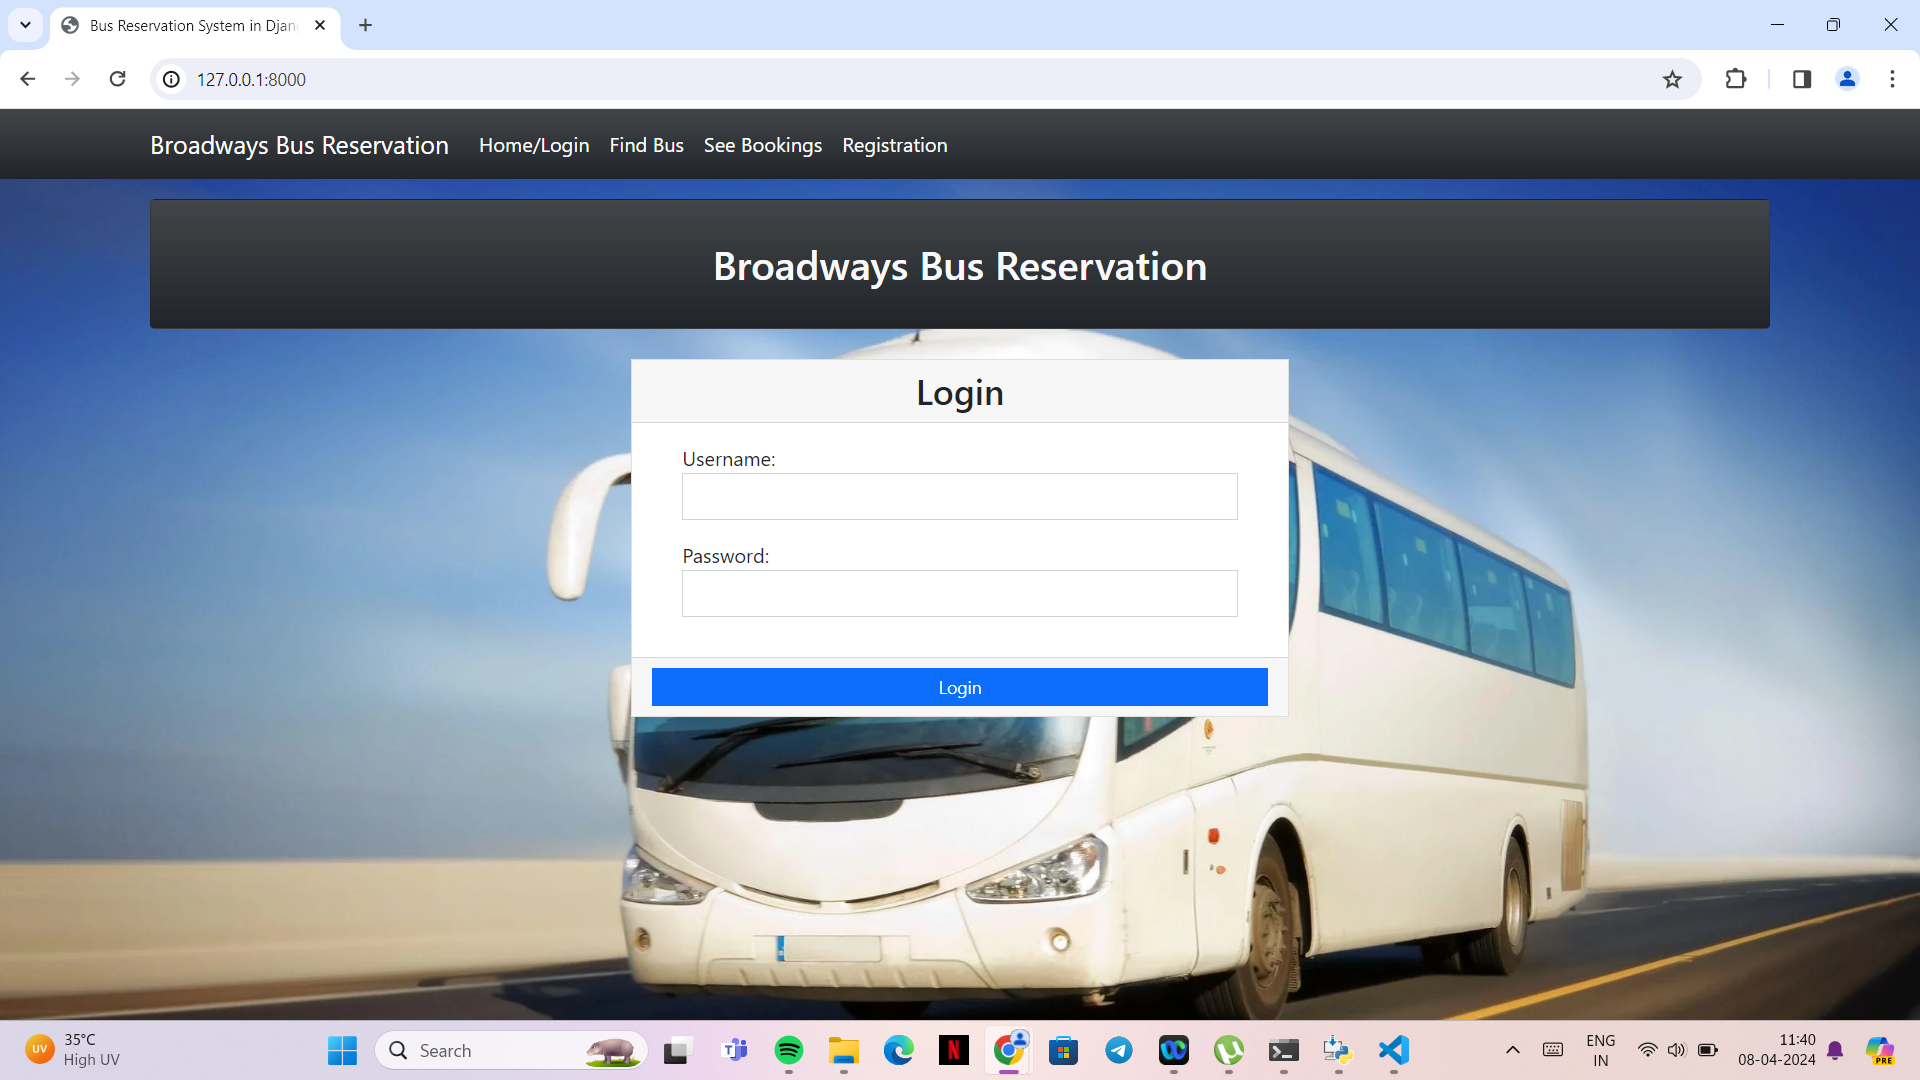 Bus Reservation System in Djan
127.0.0.1:8000
Broadways Bus Reservation
Home/Login
Find Bus
See Bookings
Registration
Broadways Bus Reservation
Login
Username:
Password:
Login
UV
35°C
High UV
Search
N
PRE
ENG
IN
11:40
08-04-2024